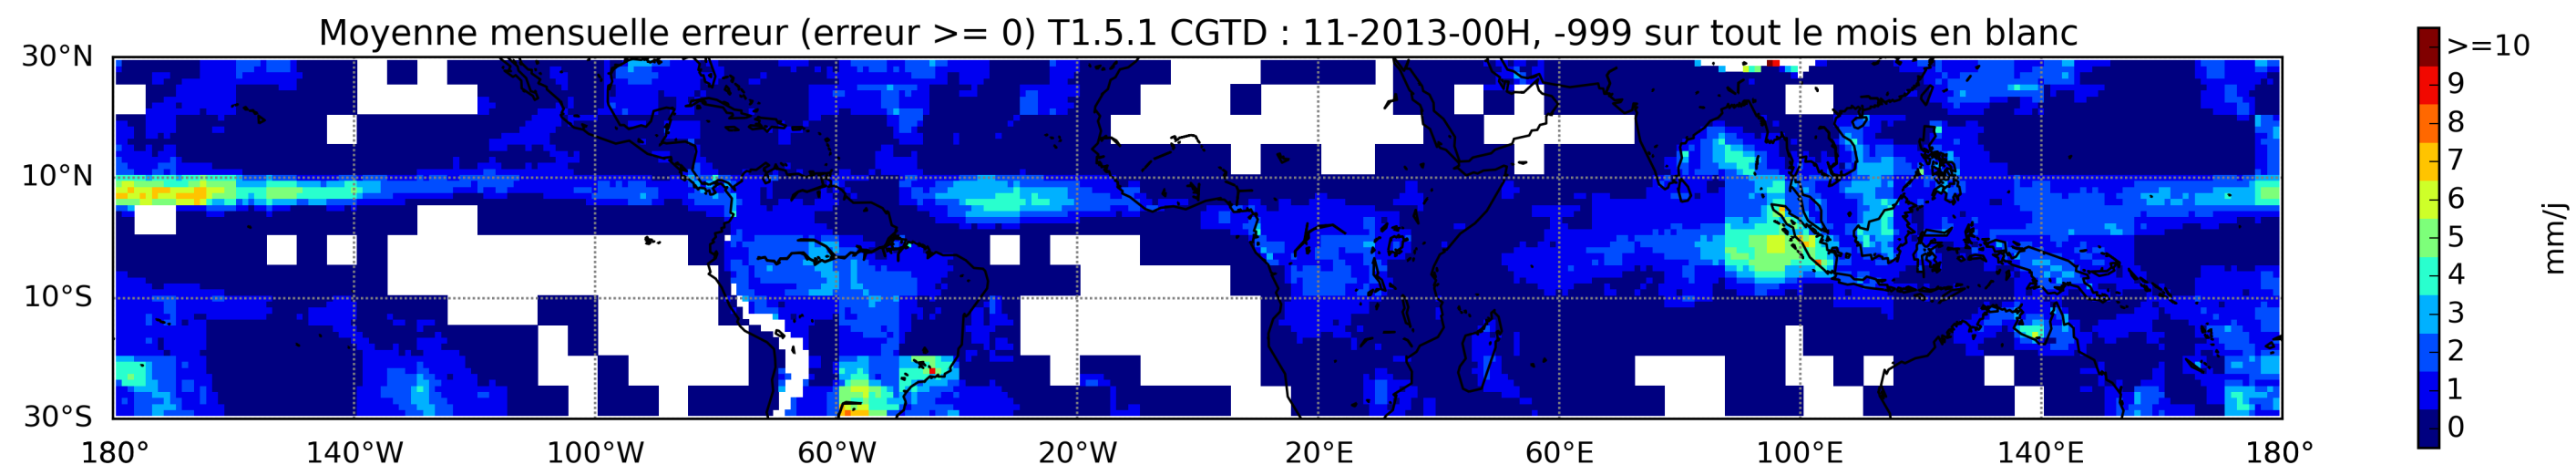 Moyenne mensuelle erreur (erreur >= 0) T1.5.1 CGTD : 11-2013-00H, -999 sur tout le mois en blanc
30°N
10°N
10°S
30°S
180° 140°W 100°W 60°W 20°W 20°E 60°E 100°E 140°E 180°
>=10
9
8
7
6
5
4
3
2
1
0
mm/j